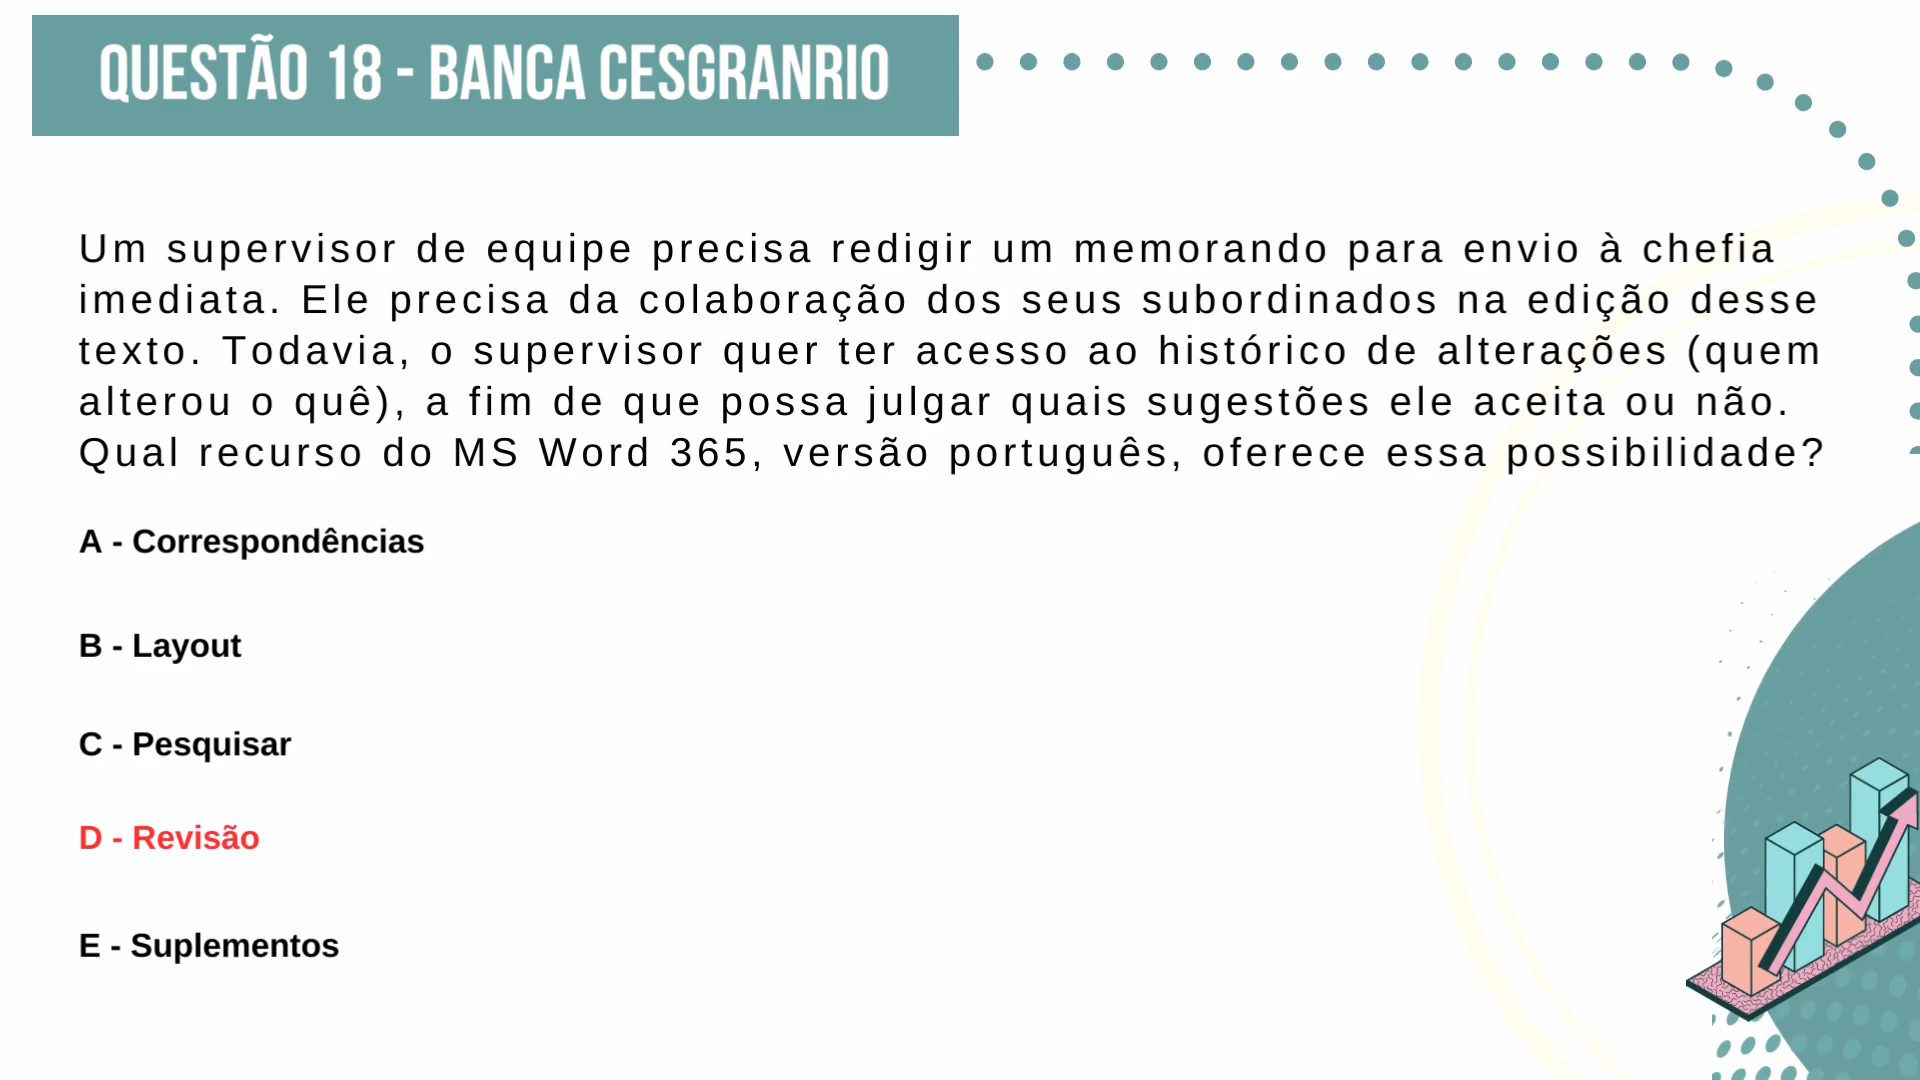 QUESTÃO 18 - BANCA CESGRANRIO
Um supervisor de equipe precisa redigir um memorando para envio à chefia
imediata. Ele precisa da colaboração dos seus subordinados na edição desse
texto. Todavia, o supervisor quer ter acesso ao histórico de alterações (quem
alterou o quê), a fim de que possa julgar quais sugestões ele aceita ou não.
Qual recurso do MS Word 365, versão português, oferece essa possibilidade?
A - Correspondências
B - Layout
C - Pesquisar
D - Revisão
E - Suplementos